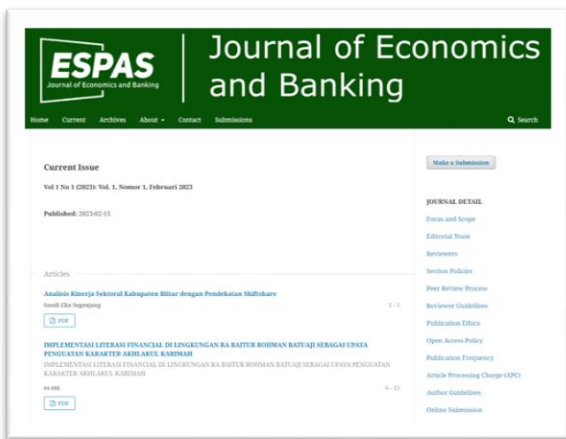 ESPAS
Journal of Economics and Banking
Journal of Economics
and Banking
Home Current Archives About Contact Submissions
Search
Current Issue
Vol 1 No 1 (2023): Vol. 1, Nomor 1, Februari 2023
Published: 2023-02-15
Articles
Analisis Kinerja Sektoral Kabupaten Blitar dengan Pendekatan Shiftshare
Sandi Eka Suprajang
1 - 5
PDF
IMPLEMENTASI LITERASI FINANCIAL DI LINGKUNGAN RA BAITUR ROHMAN BATUAJI SEBAGAI UPAYA
PENGUATAN KARAKTER AKHLAKUL KARIMAH
IMPLEMENTASI LITERASI FINANCIAL DI LINGKUNGAN RA BAITUR ROHMAN BATUAJI SEBAGAI UPAYA PENGUATAN
KARAKTER AKHLAKUL KARIMAH
PDF
Make a Submission
JOURNAL DETAIL
Focus and Scope
Editorial Team
Reviewers
Section Policies
Peer Review Process
Reviewer Guidelines
Publication Ethics
Open Access Policy
Publication Frequency
Article Processing Charge (APC)
Author Guidelines
Online Submission